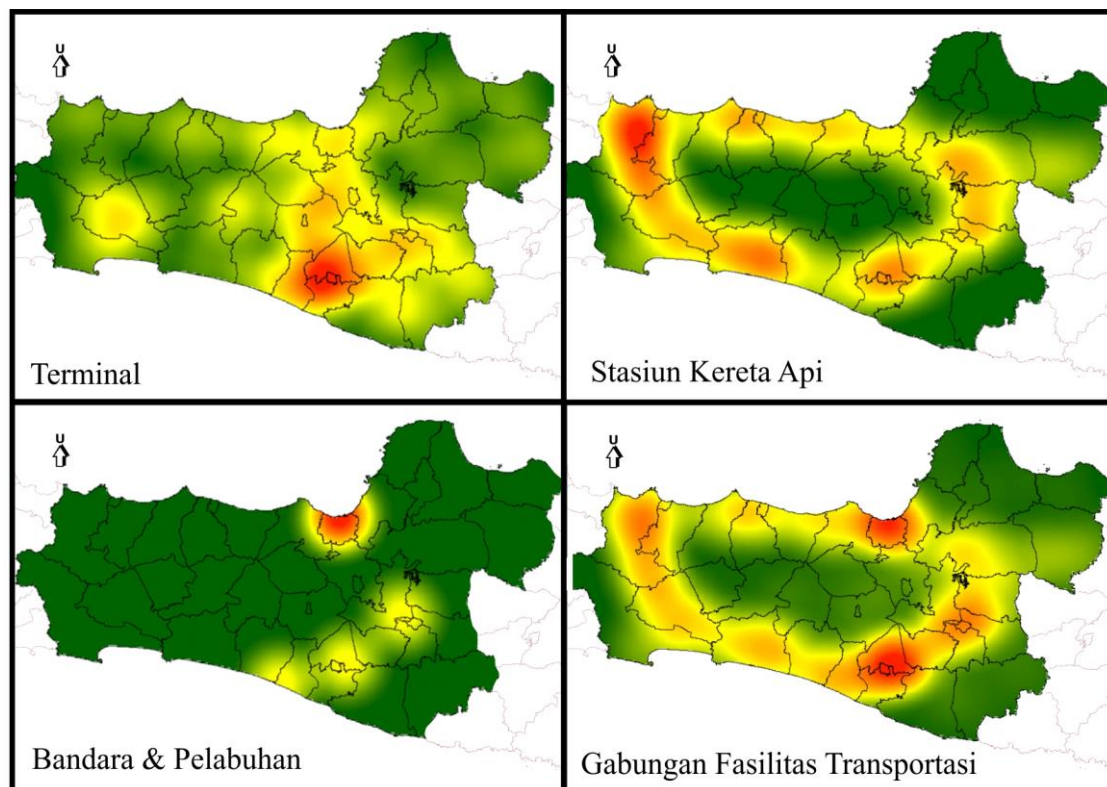 U
Terminal
U
Stasiun Kereta Api
U
Bandara & Pelabuhan
U
Gabungan Fasilitas Transportasi